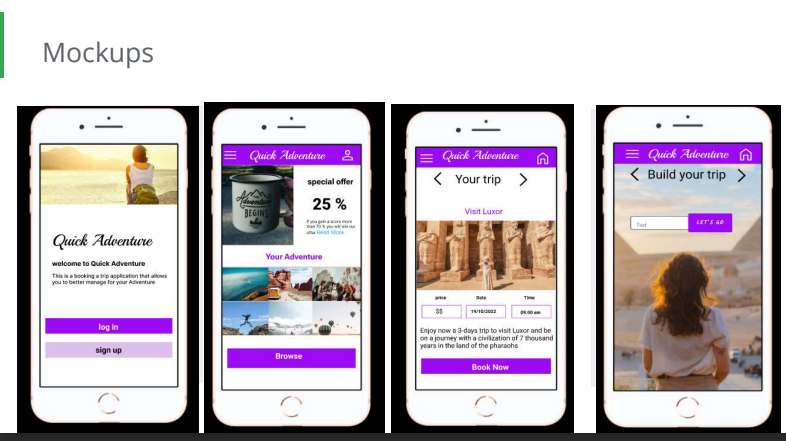 Mockups
Quick Adventure
welcome to Quick Adventure
This is a booking a trip application that allows
you to better manage for your Adventure
log in
sign up
Quick Adventure
Adventure
BEGINS
special offer
25 %
if you gain a score more
than 70 % you will win our
offer Read More
Your Adventure
Browse
Quick Adventure
Your trip
Visit Luxor
price Date Time
$$ 19/10/2022 09.00 am
Enjoy now a 3-days trip to visit Luxor and be
on a journey with a civilization of 7 thousand
years in the land of the pharaohs
Book Now
Quick Adventure
Build your trip
Text LET'S GO